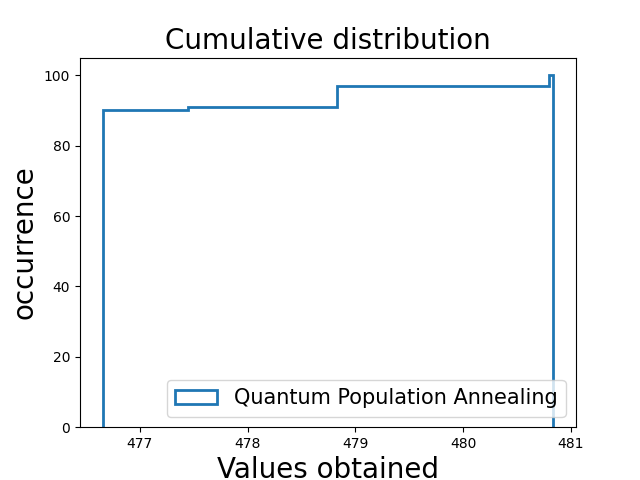 Cumulative distribution
100
80
60
40
20
0
occurrence
Quantum Population Annealing
477
478
479
480
481
Values obtained